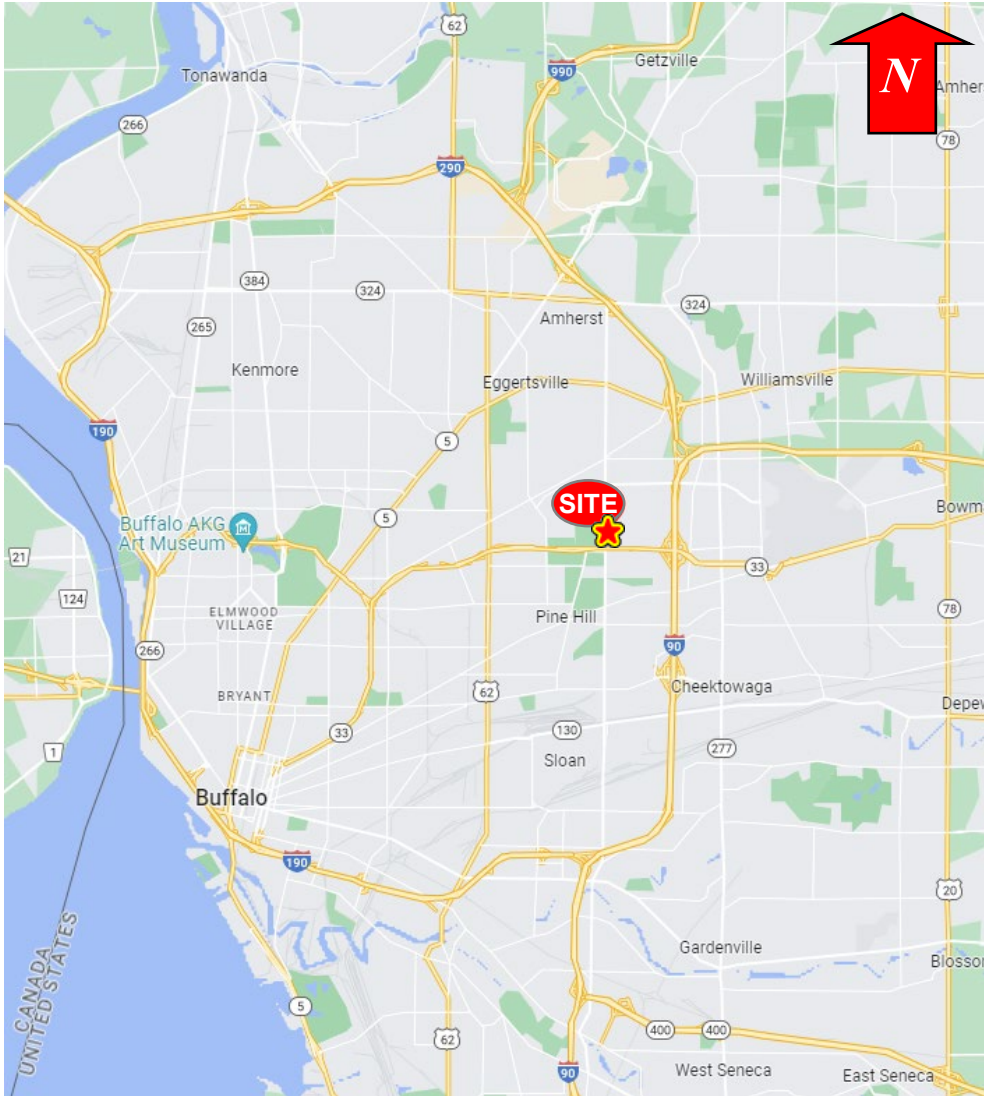 62
Getzville
N
Tonawanda
990
Amher
266
78
290
384
324
324
265
Amherst
Kenmore
Eggertsville
Williamsville
190
5
SITE
Bowm
5
Buffalo AKG
Art Museum
21
33
124
ELMWOOD
VILLAGE
Pine Hill
78
266
90
BRYANT
62
Cheektowaga
Depew
33
130
277
1
Sloan
Buffalo
190
20
Gardenville
Blosso
CANADA
UNITED STATES
5
62
400
400
90
West Seneca
East Seneca